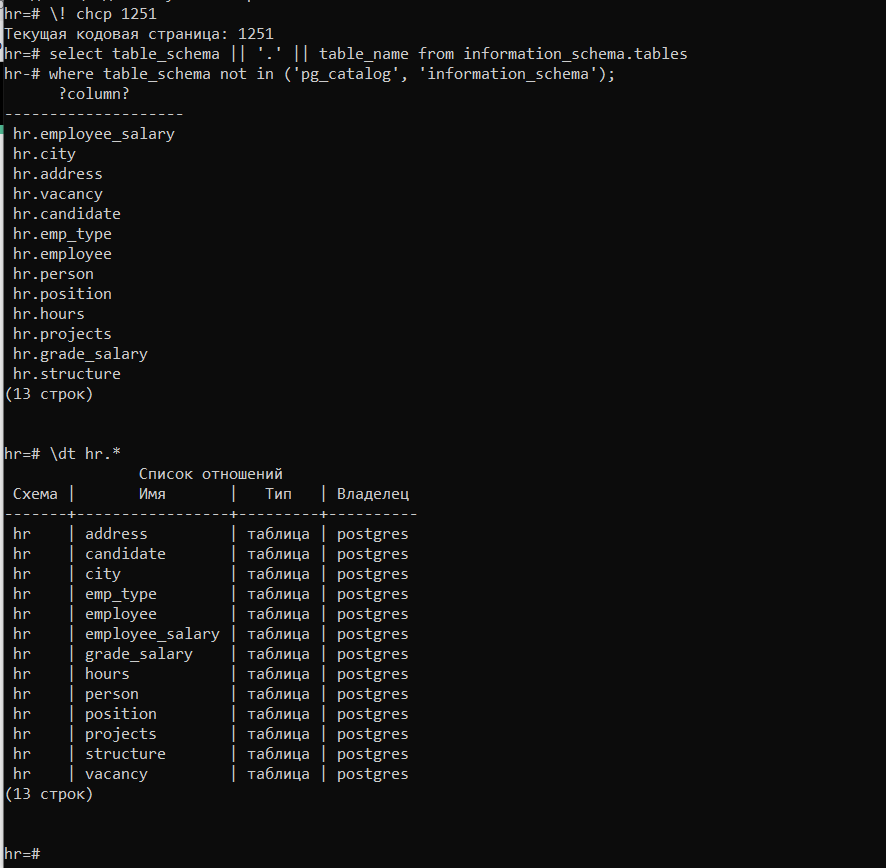 hr=# \! chcp 1251
Текущая кодовая страница: 1251
hr=# select table_schema || '.' || table_name from information_schema.tables
hr-# where table_schema not in ('pg_catalog', 'information_schema');
      ?column?
--------------------
 hr.employee_salary
 hr.city
 hr.address
 hr.vacancy
 hr.candidate
 hr.emp_type
 hr.employee
 hr.person
 hr.position
 hr.hours
 hr.projects
 hr.grade_salary
 hr.structure
(13 строк)
hr=# \dt hr.*
               Список отношений
 Схема |       Имя       |   Тип   | Владелец
-------+-----------------+---------+----------
 hr    | address         | таблица | postgres
 hr    | candidate       | таблица | postgres
 hr    | city            | таблица | postgres
 hr    | emp_type        | таблица | postgres
 hr    | employee        | таблица | postgres
 hr    | employee_salary | таблица | postgres
 hr    | grade_salary    | таблица | postgres
 hr    | hours           | таблица | postgres
 hr    | person          | таблица | postgres
 hr    | position        | таблица | postgres
 hr    | projects        | таблица | postgres
 hr    | structure       | таблица | postgres
 hr    | vacancy         | таблица | postgres
(13 строк)
hr=#